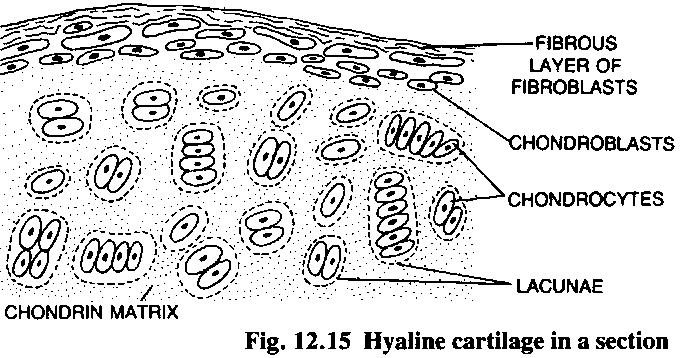 FIBROUS
LAYER OF
FIBROBLASTS
CHONDROBLASTS
CHONDROCYTES
LACUNAE
CHONDRIN MATRIX
Fig. 12.15 Hyaline cartilage in a section